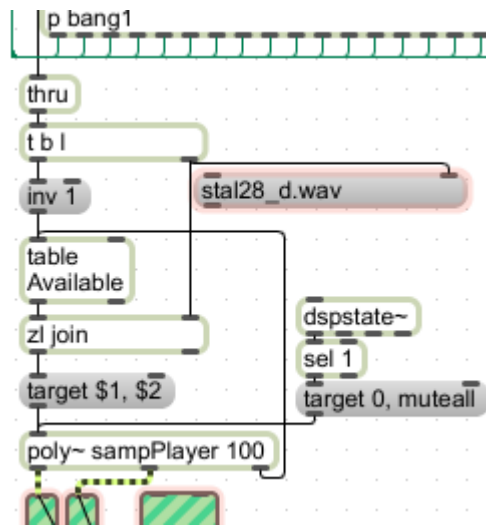 p bang1
thru
t b l
inv 1
stal28_d.wav
table
Available
zl join
dspstate~
sel 1
target $1, $2
target 0, muteall
poly~ sampPlayer 100